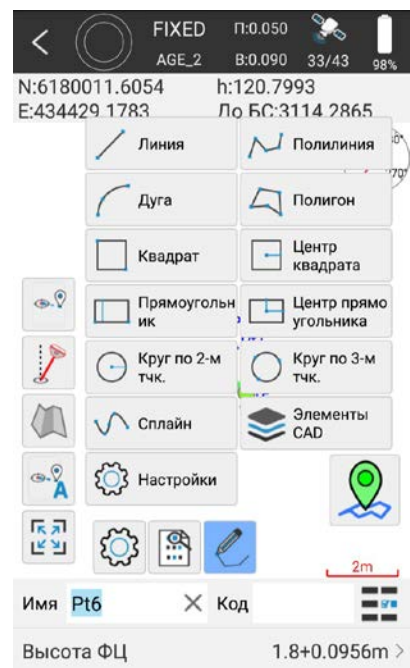 FIXED
П:0.050
AGE_2
В:0.090
33/43
98%
N:6180011.6054
h:120.7993
E:434429.1783
До БС:3114.2865
Линия
Полилиния
Дуга
Полигон
Квадрат
Центр
квадрата
Прямоугольн
ик
Центр прямо
угольника
Круг по 2-м
тчк.
Круг по 3-м
тчк.
Сплайн
Элементы
CAD
Настройки
A
2m
Имя
Pt6
Код
Высота ФЦ
1.8+0.0956m